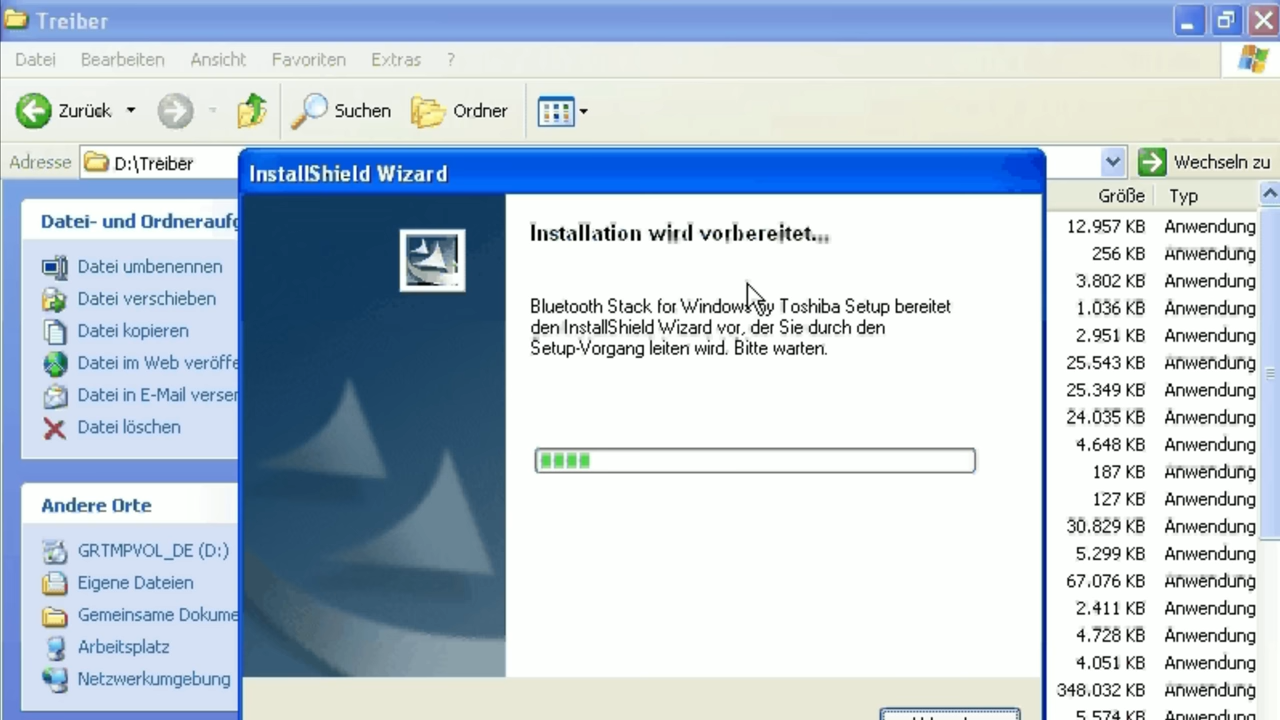 Treiber
Datei Bearbeiten Ansicht Favoriten Extras ?
Zurück Suchen Ordner
Adresse D:\Treiber Wechseln zu
InstallShield Wizard
Installation wird vorbereitet...
Bluetooth Stack for Windows by Toshiba Setup bereitet
den InstallShield Wizard vor, der Sie durch den
Setup-Vorgang leiten wird. Bitte warten.
Datei- und Ordneraufg
Datei umbenennen
Datei verschieben
Datei kopieren
Datei im Web veröffe
Datei in E-Mail verser
Datei löschen
Andere Orte
GRTMPVOL_DE (D:)
Eigene Dateien
Gemeinsame Dokume
Arbeitsplatz
Netzwerkumgebung
Größe Typ
12.957 KB Anwendung
256 KB Anwendung
3.802 KB Anwendung
1.036 KB Anwendung
2.951 KB Anwendung
25.543 KB Anwendung
25.349 KB Anwendung
24.035 KB Anwendung
4.648 KB Anwendung
187 KB Anwendung
127 KB Anwendung
30.829 KB Anwendung
5.299 KB Anwendung
67.076 KB Anwendung
2.411 KB Anwendung
4.728 KB Anwendung
4.051 KB Anwendung
348.032 KB Anwendung
5.574 KB Anwendung